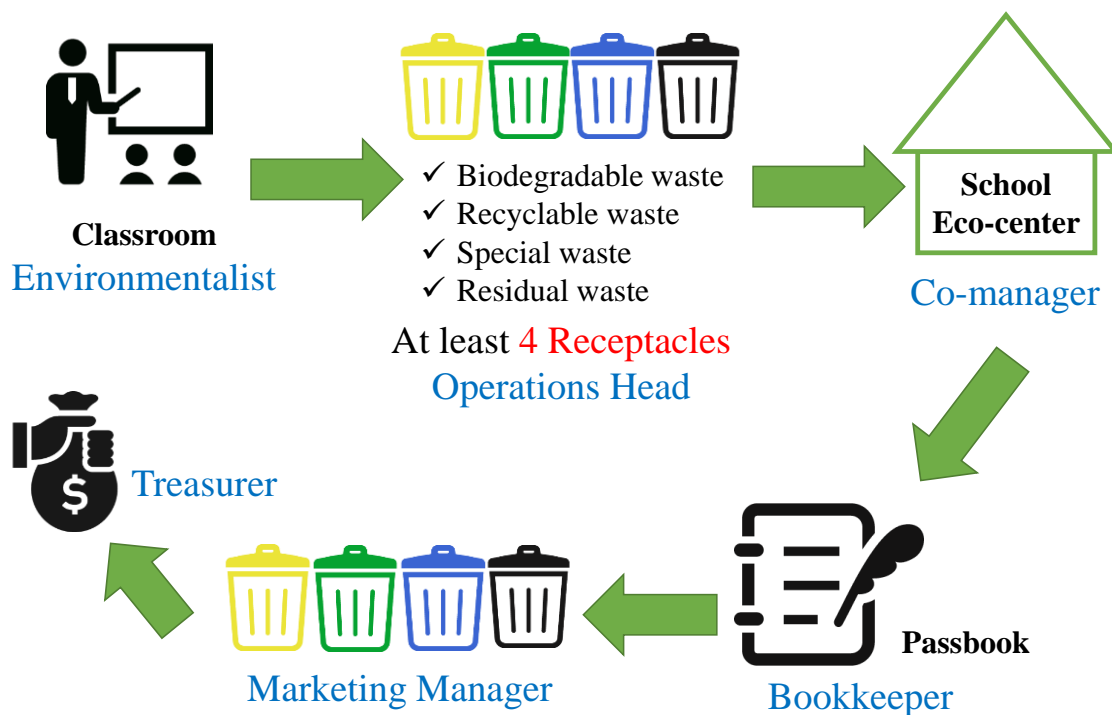 Classroom
Environmentalist
✓ Biodegradable waste
✓ Recyclable waste
✓ Special waste
✓ Residual waste
At least 4 Receptacles
Operations Head
School
Eco-center
Co-manager
$
Treasurer
Marketing Manager
Passbook
Bookkeeper